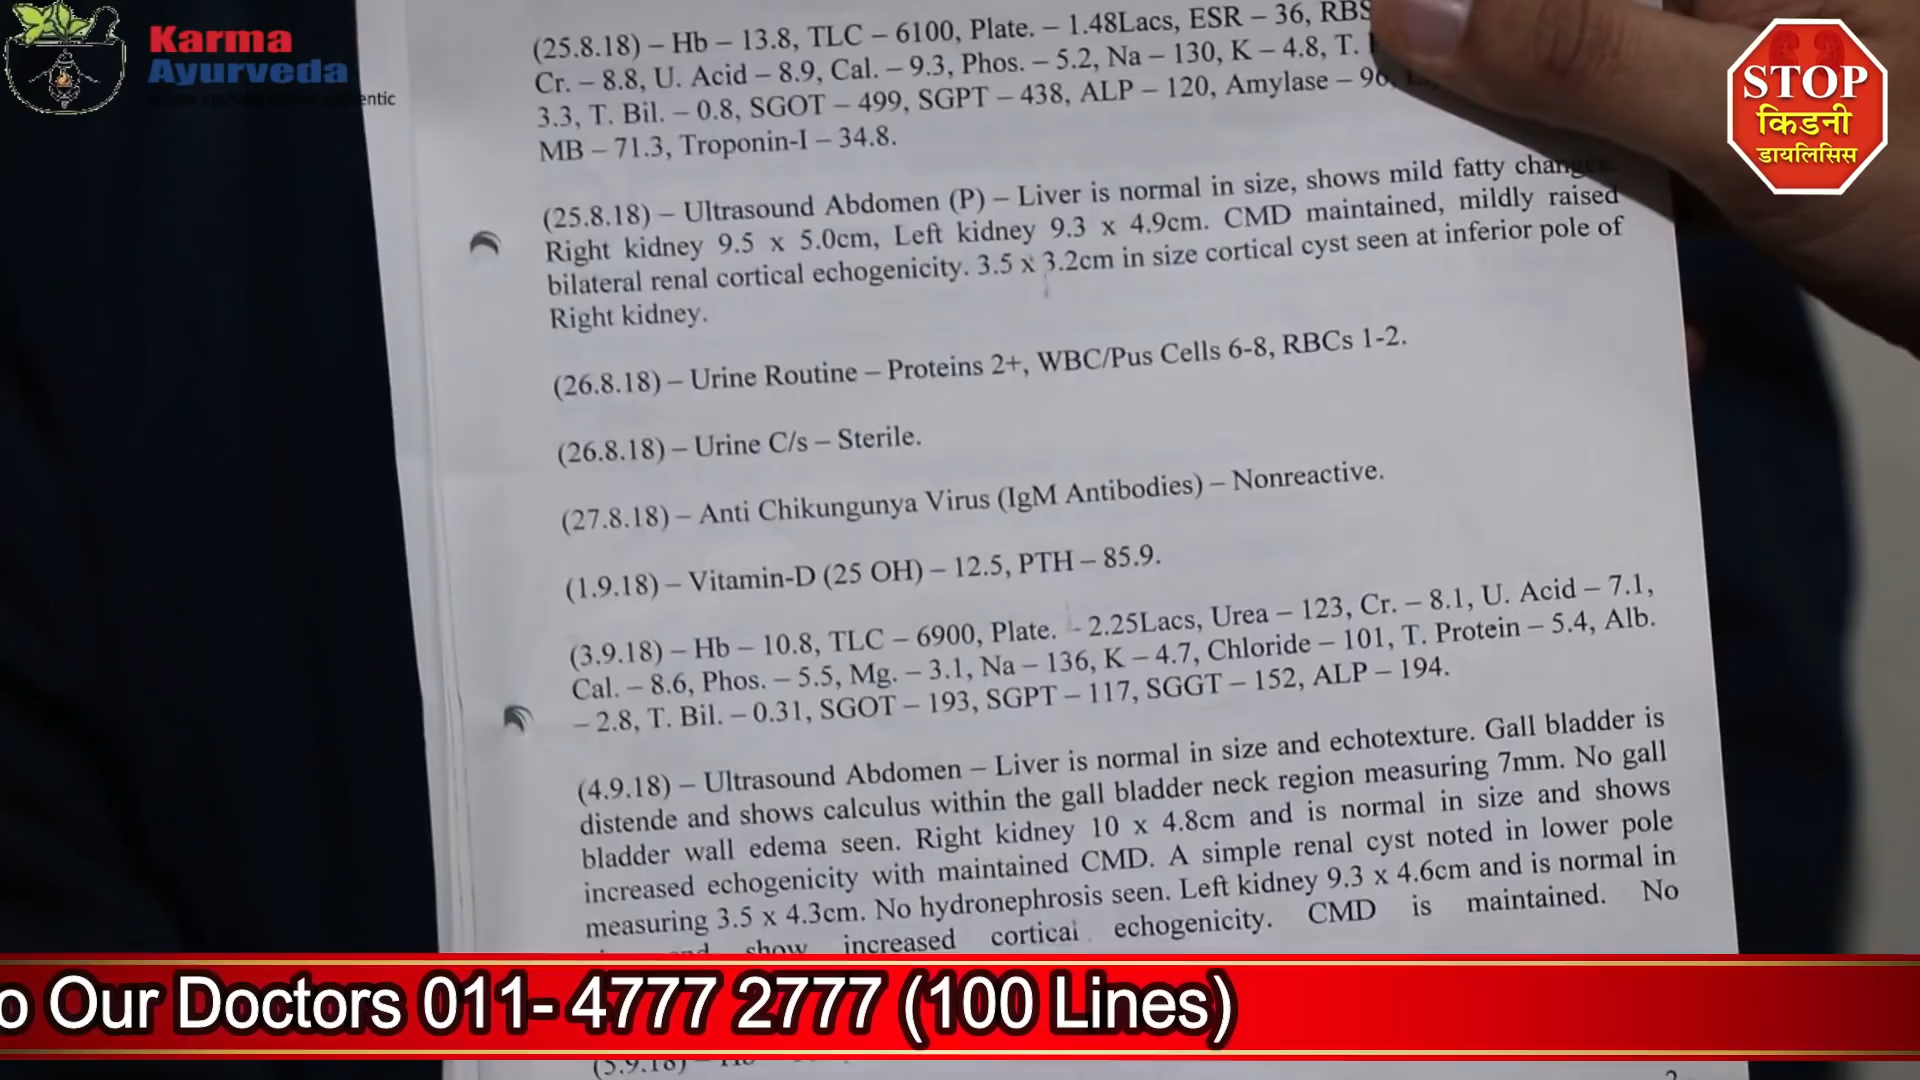 Karma
Ayurveda
entic
STOP
किडनी
डायलिसिस
(25.8.18) – Hb – 13.8, TLC – 6100, Plate. – 1.48Lacs, ESR – 36, RBS
Cr. – 8.8, U. Acid – 8.9, Cal. – 9.3, Phos. – 5.2, Na – 130, K – 4.8, T.
3.3, T. Bil. – 0.8, SGOT – 499, SGPT – 438, ALP – 120, Amylase –
MB – 71.3, Troponin-I – 34.8.
(25.8.18) – Ultrasound Abdomen (P) – Liver is normal in size, shows mild fatty changes.
Right kidney 9.5 x 5.0cm, Left kidney 9.3 x 4.9cm. CMD maintained, mildly raised
bilateral renal cortical echogenicity. 3.5 x 3.2cm in size cortical cyst seen at inferior pole of
Right kidney.
(26.8.18) – Urine Routine – Proteins 2+, WBC/Pus Cells 6-8, RBCs 1-2.
(26.8.18) – Urine C/s – Sterile.
(27.8.18) – Anti Chikungunya Virus (IgM Antibodies) – Nonreactive.
(1.9.18) – Vitamin-D (25 OH) – 12.5, PTH – 85.9.
(3.9.18) – Hb – 10.8, TLC – 6900, Plate. - 2.25Lacs, Urea – 123, Cr. – 8.1, U. Acid – 7.1,
Cal. – 8.6, Phos. – 5.5, Mg. – 3.1, Na – 136, K – 4.7, Chloride – 101, T. Protein – 5.4, Alb.
– 2.8, T. Bil. – 0.31, SGOT – 193, SGPT – 117, SGGT – 152, ALP – 194.
(4.9.18) – Ultrasound Abdomen – Liver is normal in size and echotexture. Gall bladder is
distende and shows calculus within the gall bladder neck region measuring 7mm. No gall
bladder wall edema seen. Right kidney 10 x 4.8cm and is normal in size and shows
increased echogenicity with maintained CMD. A simple renal cyst noted in lower pole
measuring 3.5 x 4.3cm. No hydronephrosis seen. Left kidney 9.3 x 4.6cm and is normal in
show increased cortical echogenicity. CMD is maintained. No
o Our Doctors 011- 4777 2777 (100 Lines)
(5.9.18) –